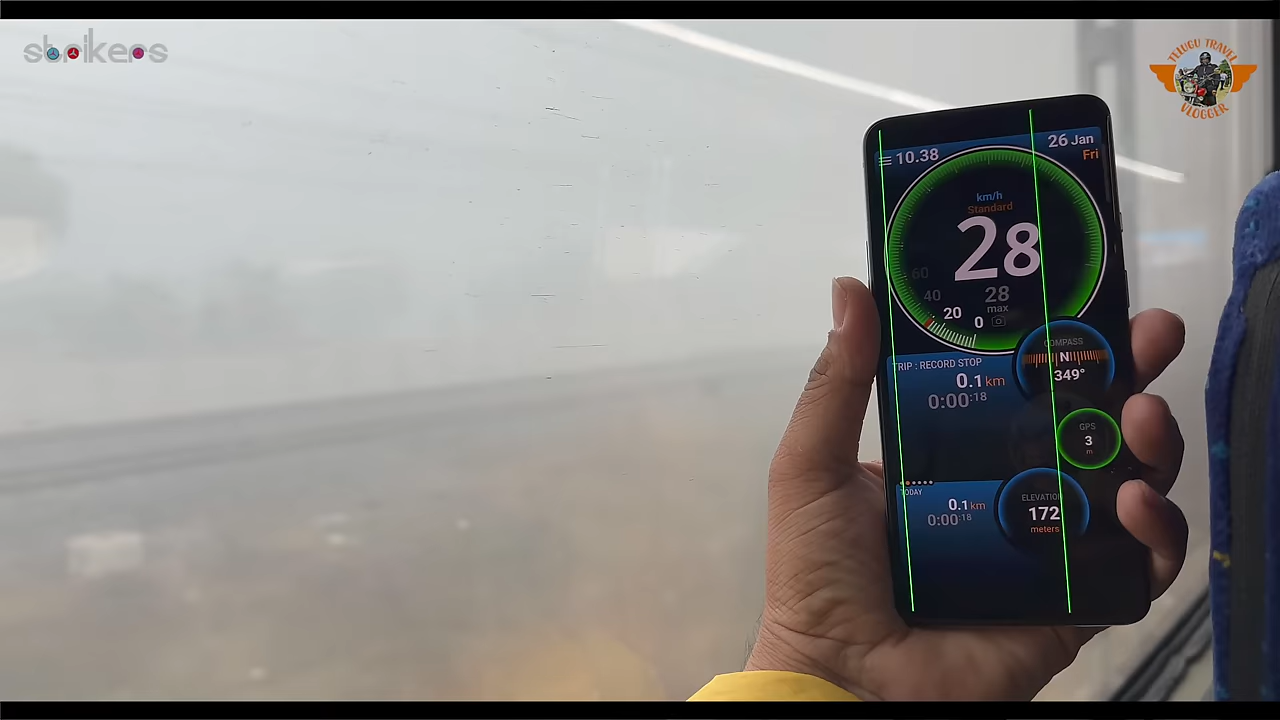 strikers
TELUGU TRAVEL
VLOGGER
10.38
26 Jan
Fri
km/h
Standard
28
60
40
20
0
28
max
COMPASS
N
349°
TRIP : RECORD STOP
0.1 km
0:00:18
GPS
3
m
TODAY
0.1 km
0:00:18
ELEVATION
172
meters